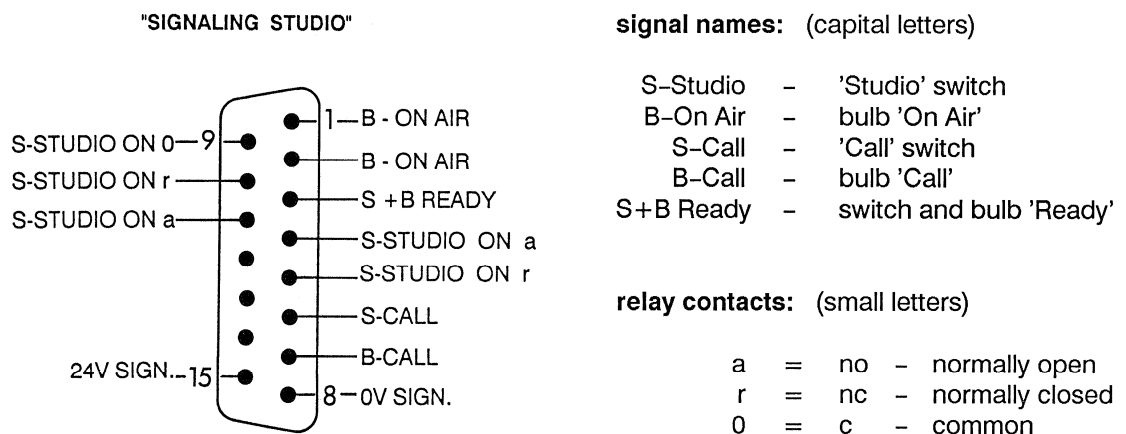 "SIGNALING STUDIO"
1 B - ON AIR
S-STUDIO ON 0 9
B - ON AIR
S-STUDIO ON r
S +B READY
S-STUDIO ON a
S-STUDIO ON a
S-STUDIO ON r
S-CALL
B-CALL
24V SIGN. 15
8 0V SIGN.
signal names: (capital letters)
S–Studio – 'Studio' switch
B–On Air – bulb 'On Air'
S–Call – 'Call' switch
B–Call – bulb 'Call'
S+B Ready – switch and bulb 'Ready'
relay contacts: (small letters)
a = no – normally open
r = nc – normally closed
0 = c – common